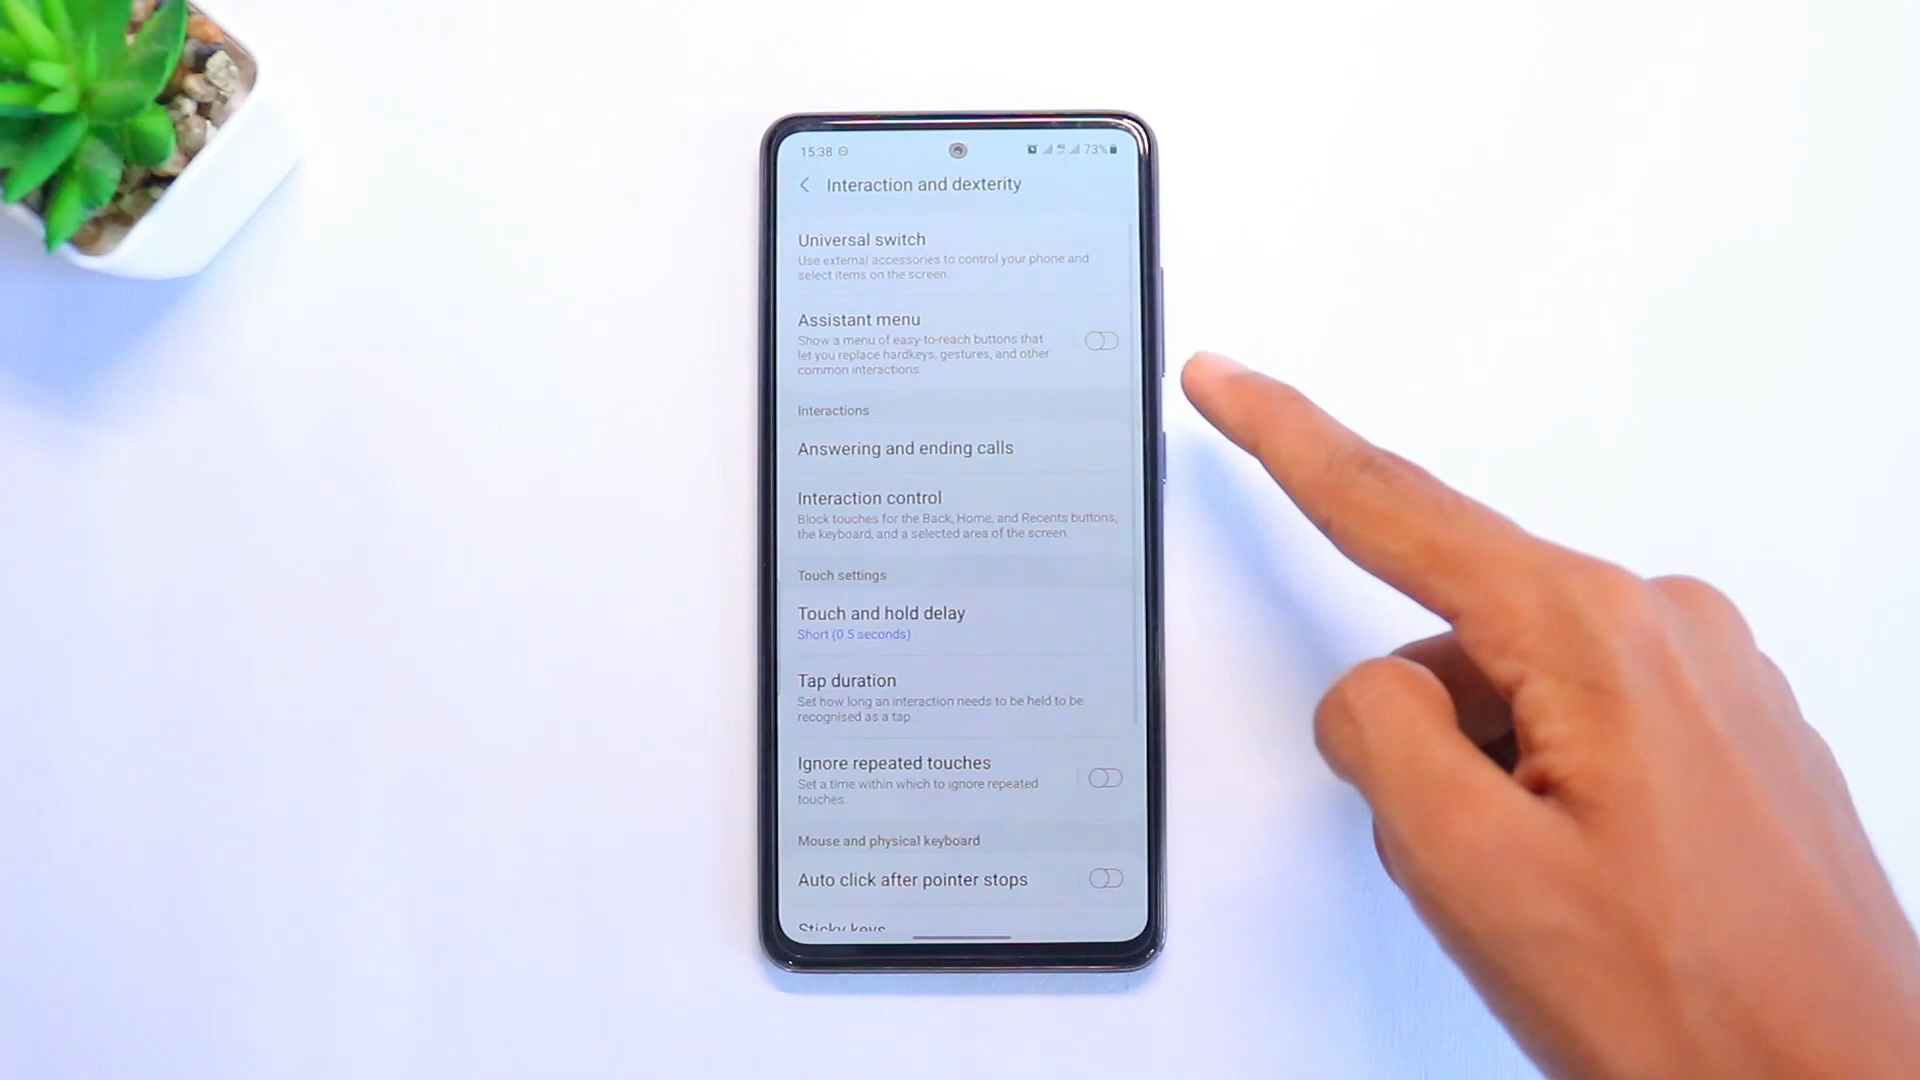 15:38 73%
Interaction and dexterity
Universal switch
Use external accessories to control your phone and
select items on the screen.
Assistant menu
Show a menu of easy-to-reach buttons that
let you replace hardkeys, gestures, and other
common interactions.
Interactions
Answering and ending calls
Interaction control
Block touches for the Back, Home, and Recents buttons,
the keyboard, and a selected area of the screen.
Touch settings
Touch and hold delay
Short (0.5 seconds)
Tap duration
Set how long an interaction needs to be held to be
recognised as a tap.
Ignore repeated touches
Set a time within which to ignore repeated
touches.
Mouse and physical keyboard
Auto click after pointer stops
Sticky keys